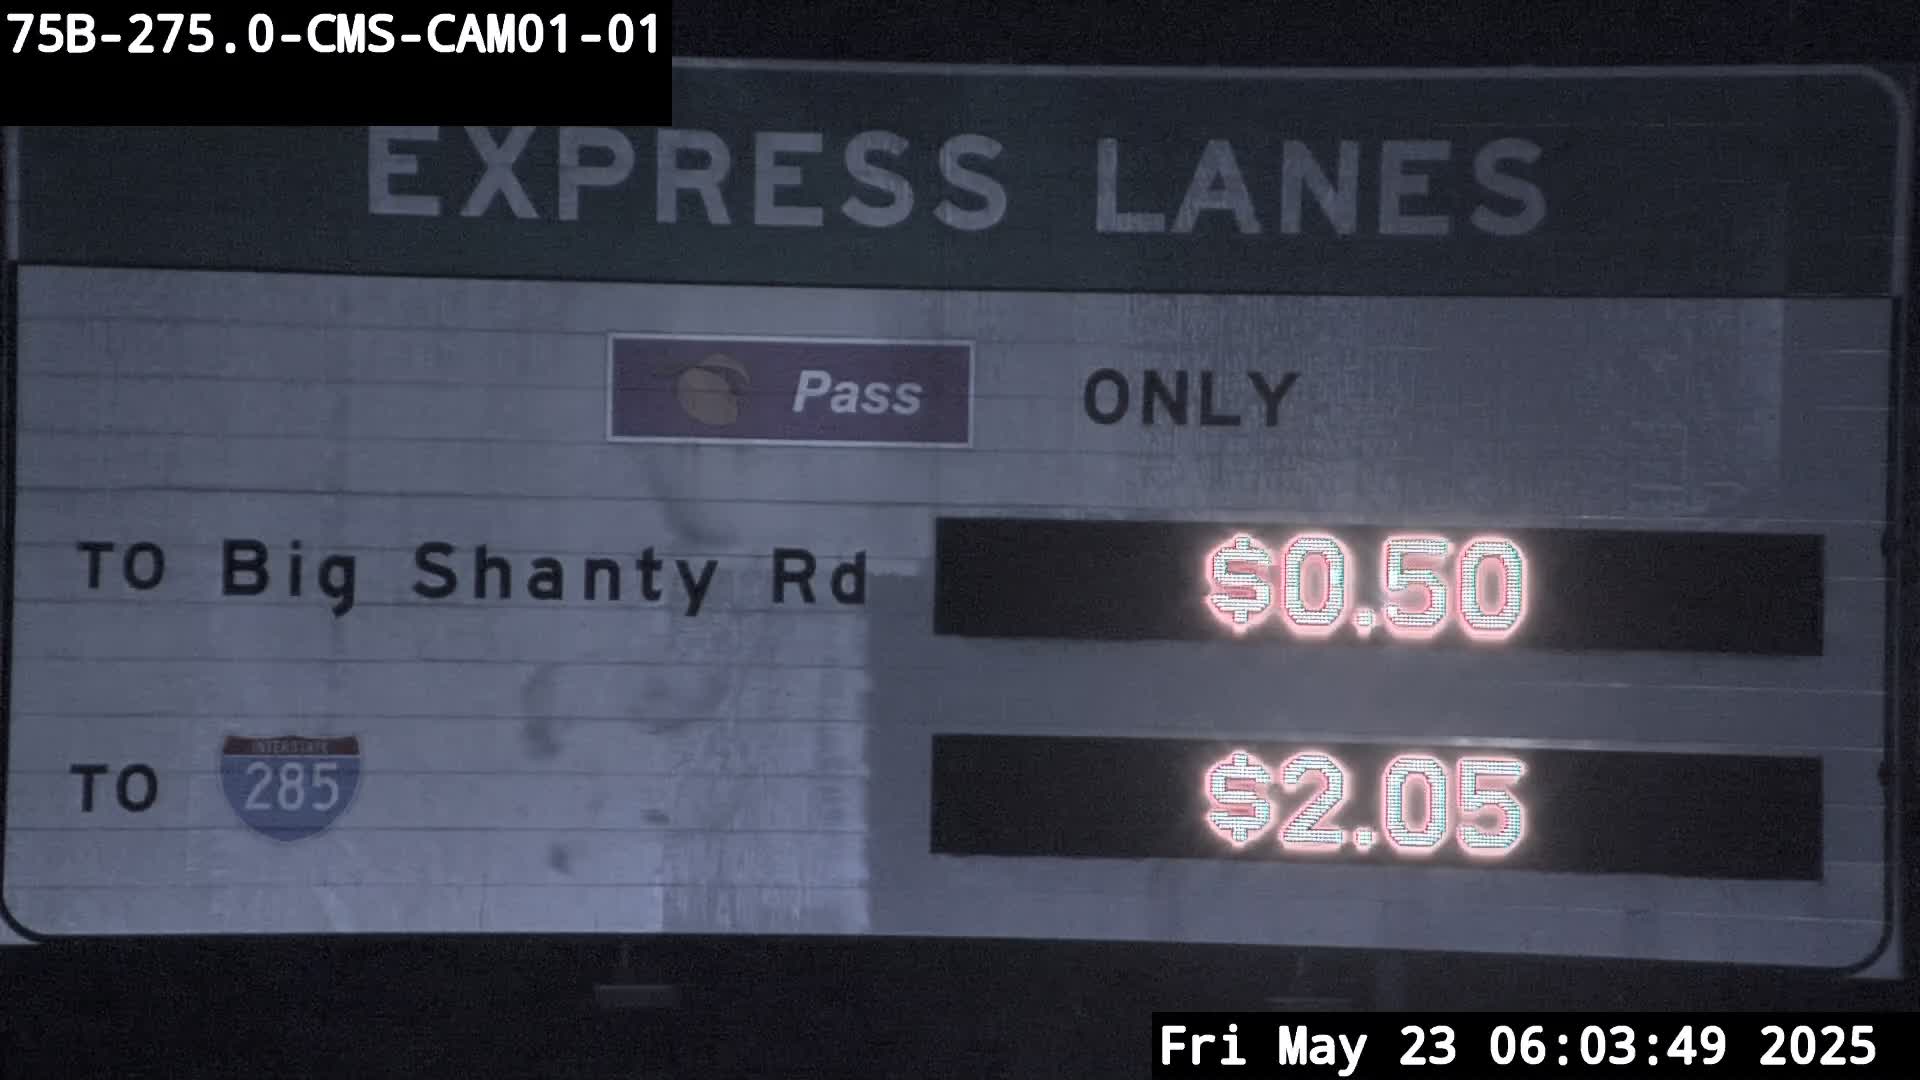 75B-275.0-CMS-CAM01-01
EXPRESS LANES
Pass ONLY
TO Big Shanty Rd $0.50
INTERSTATE
TO 285 $2.05
Fri May 23 06:03:49 2025